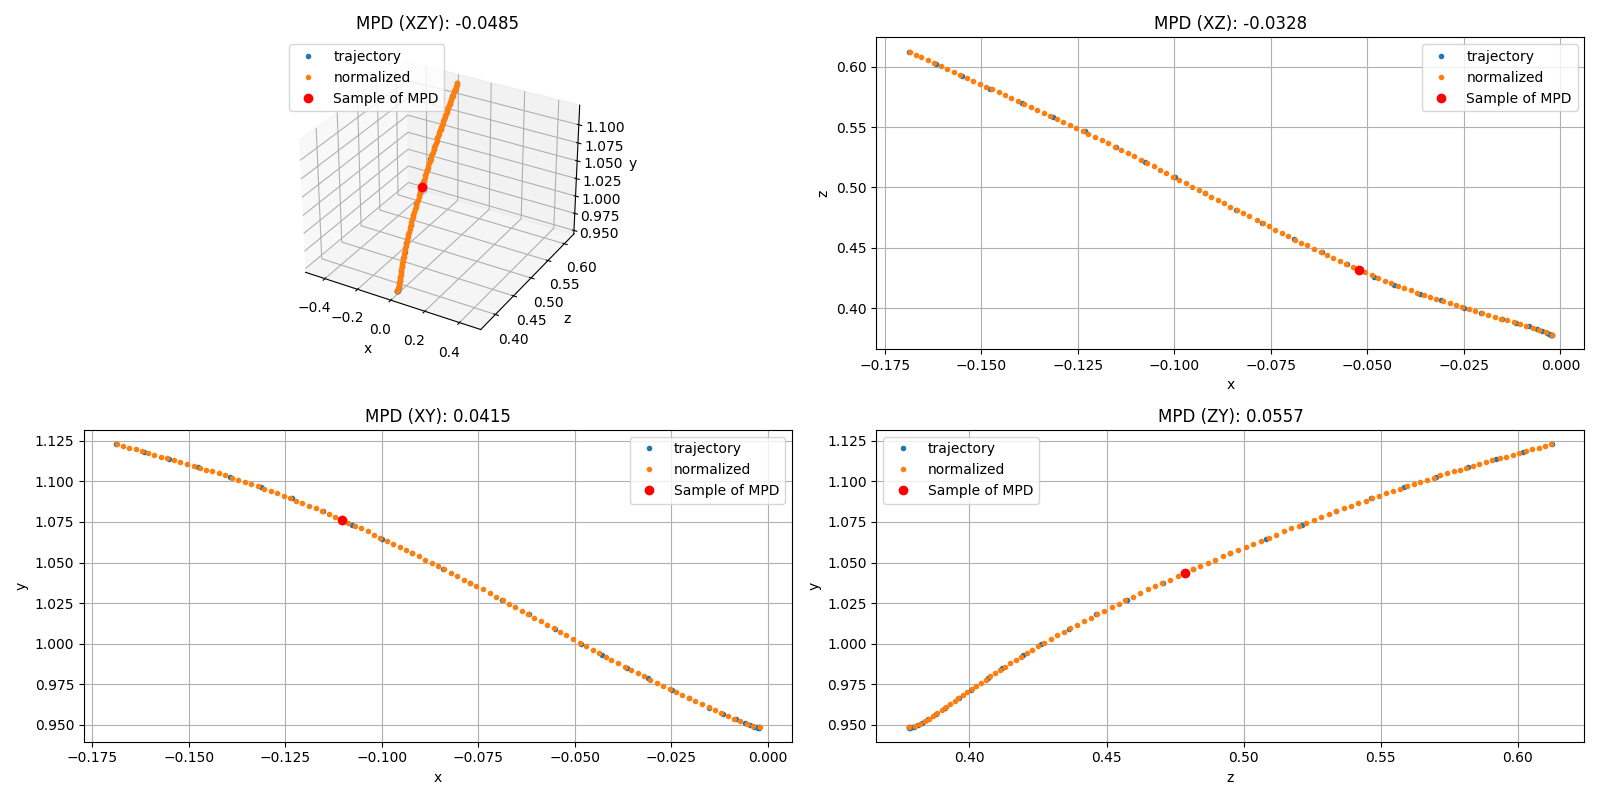 MPD (XZY): -0.0485
trajectory
normalized
Sample of MPD
1.100
1.075
1.050
1.025
1.000
0.975
0.950
y
−0.4
−0.2
0.0
0.2
0.4
x
0.40
0.45
0.50
0.55
0.60
z
MPD (XZ): -0.0328
trajectory
normalized
Sample of MPD
0.60
0.55
0.50
0.45
0.40
z
−0.175 −0.150 −0.125 −0.100 −0.075 −0.050 −0.025 0.000
x
MPD (XY): 0.0415
trajectory
normalized
Sample of MPD
1.125
1.100
1.075
1.050
1.025
1.000
0.975
0.950
y
−0.175 −0.150 −0.125 −0.100 −0.075 −0.050 −0.025 0.000
x
MPD (ZY): 0.0557
trajectory
normalized
Sample of MPD
1.125
1.100
1.075
1.050
1.025
1.000
0.975
0.950
y
0.40 0.45 0.50 0.55 0.60
z